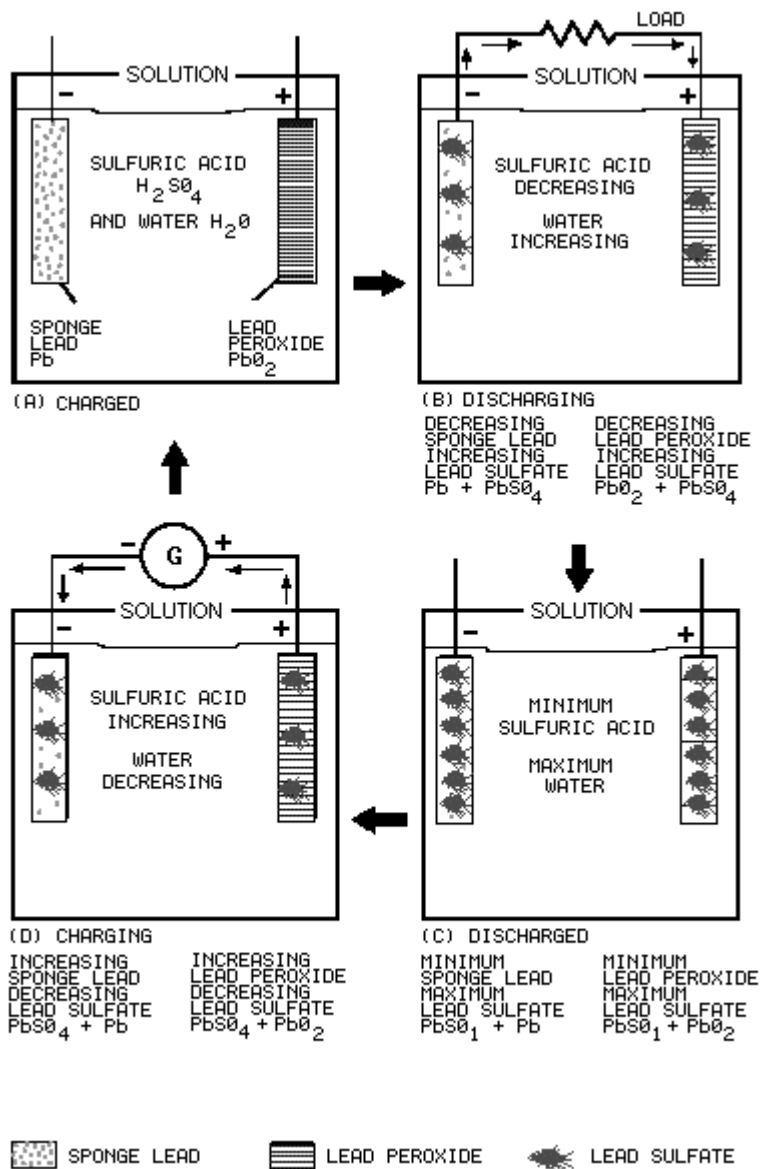 SOLUTION
− +
SULFURIC ACID
H₂SO₄
AND WATER H₂O
SPONGE
LEAD
Pb
LEAD
PEROXIDE
PbO₂
(A) CHARGED
LOAD
SOLUTION
− +
SULFURIC ACID
DECREASING
WATER
INCREASING
(B) DISCHARGING
DECREASING
SPONGE LEAD
INCREASING
LEAD SULFATE
Pb + PbSO₄
DECREASING
LEAD PEROXIDE
INCREASING
LEAD SULFATE
PbO₂ + PbSO₄
− G +
SOLUTION
− +
SULFURIC ACID
INCREASING
WATER
DECREASING
(D) CHARGING
INCREASING
SPONGE LEAD
DECREASING
LEAD SULFATE
PbSO₄ + Pb
INCREASING
LEAD PEROXIDE
DECREASING
LEAD SULFATE
PbSO₄ + PbO₂
SOLUTION
− +
MINIMUM
SULFURIC ACID
MAXIMUM
WATER
(C) DISCHARGED
MINIMUM
SPONGE LEAD
MAXIMUM
LEAD SULFATE
PbSO₁ + Pb
MINIMUM
LEAD PEROXIDE
MAXIMUM
LEAD SULFATE
PbSO₁ + PbO₂
SPONGE LEAD
LEAD PEROXIDE
LEAD SULFATE